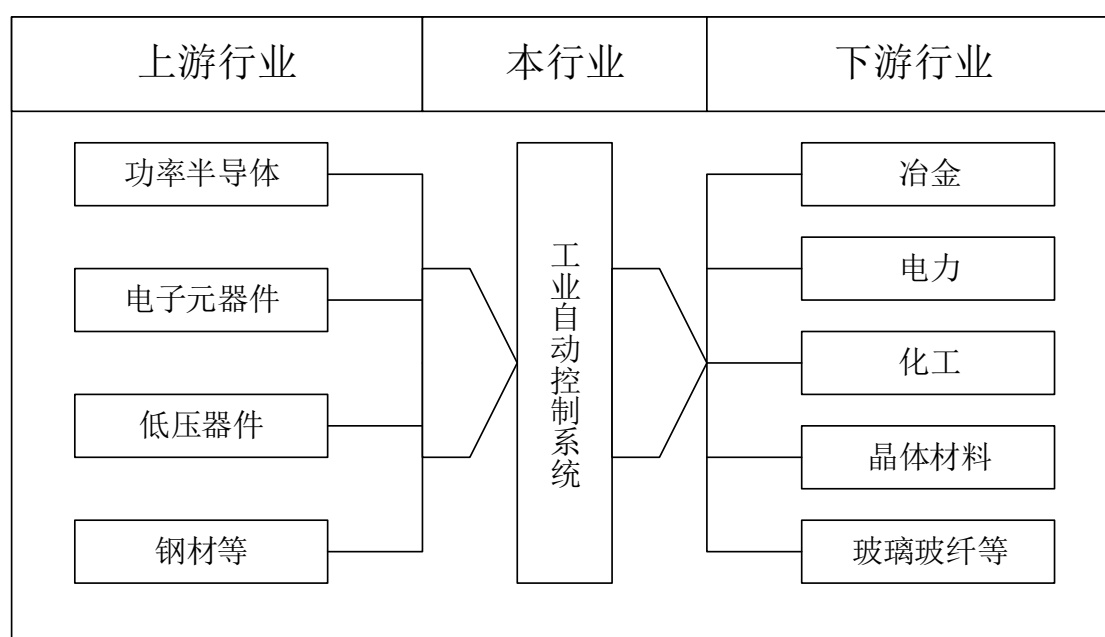 上游行业
本行业
下游行业
功率半导体
电子元器件
低压器件
钢材等
工业自动控制系统
冶金
电力
化工
晶体材料
玻璃玻纤等